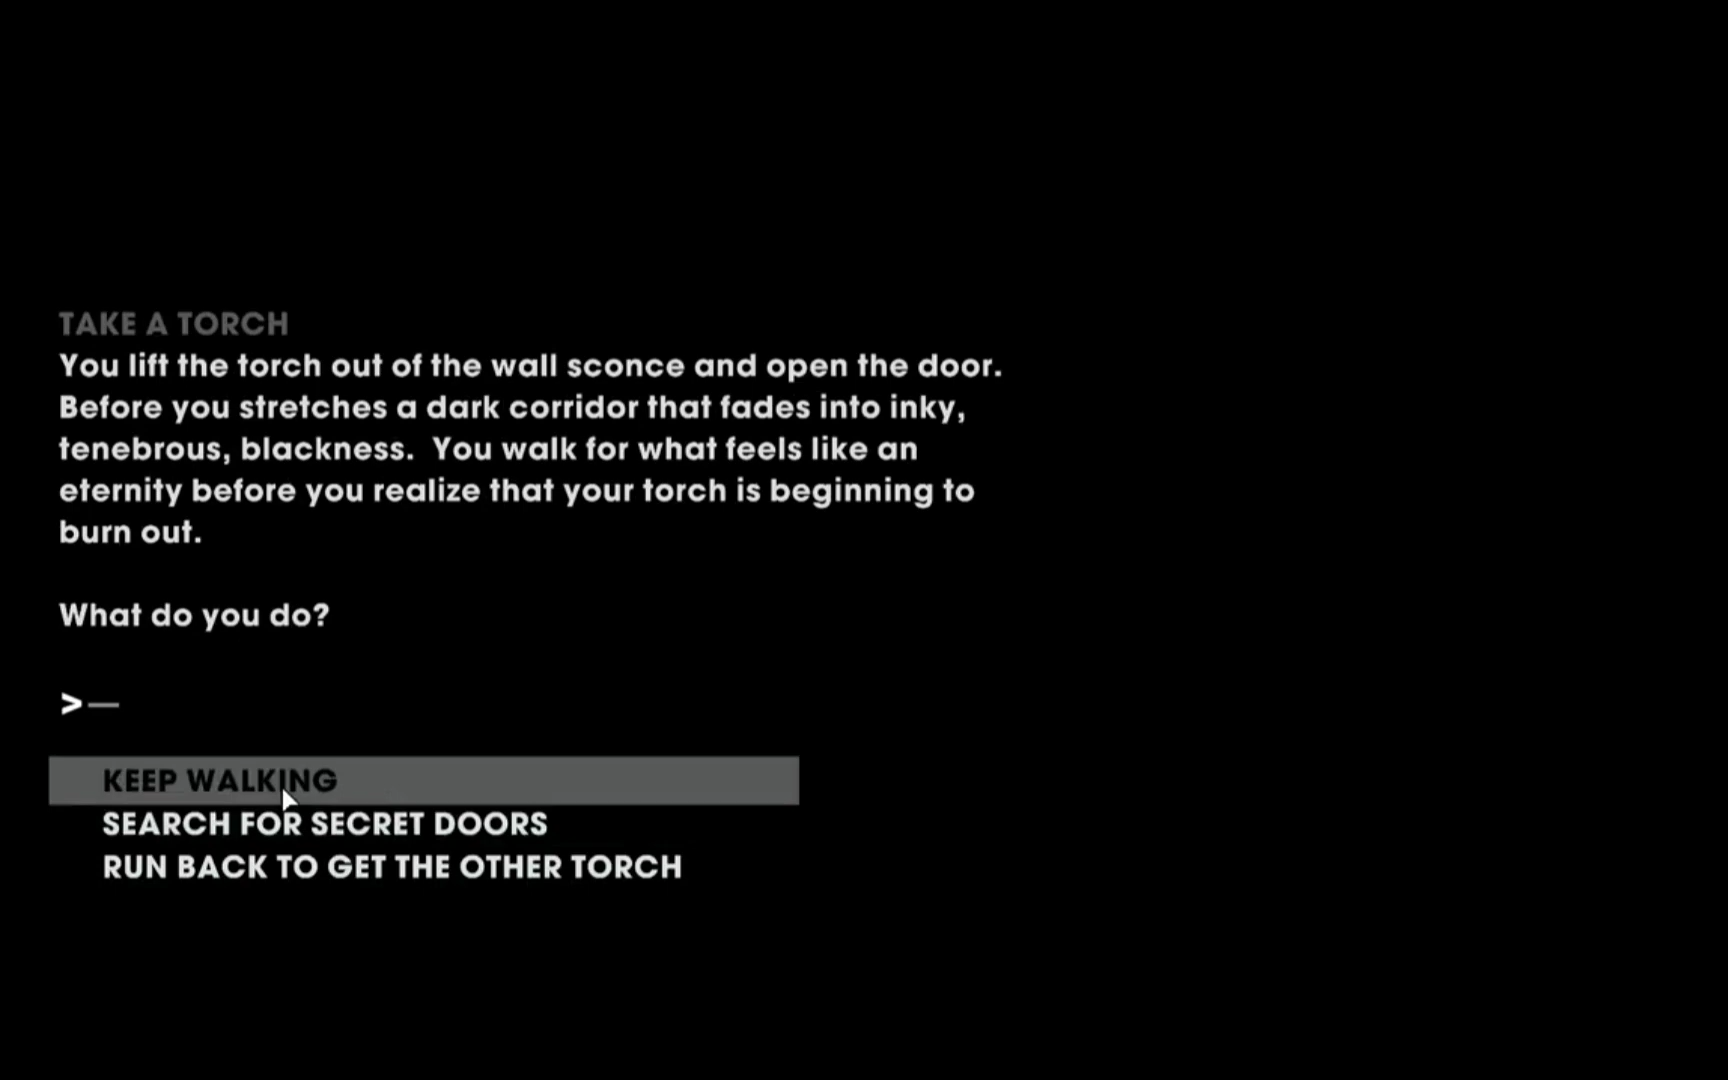 TAKE A TORCH
You lift the torch out of the wall sconce and open the door.
Before you stretches a dark corridor that fades into inky,
tenebrous, blackness.  You walk for what feels like an
eternity before you realize that your torch is beginning to
burn out.
What do you do?
>—
KEEP WALKING
SEARCH FOR SECRET DOORS
RUN BACK TO GET THE OTHER TORCH